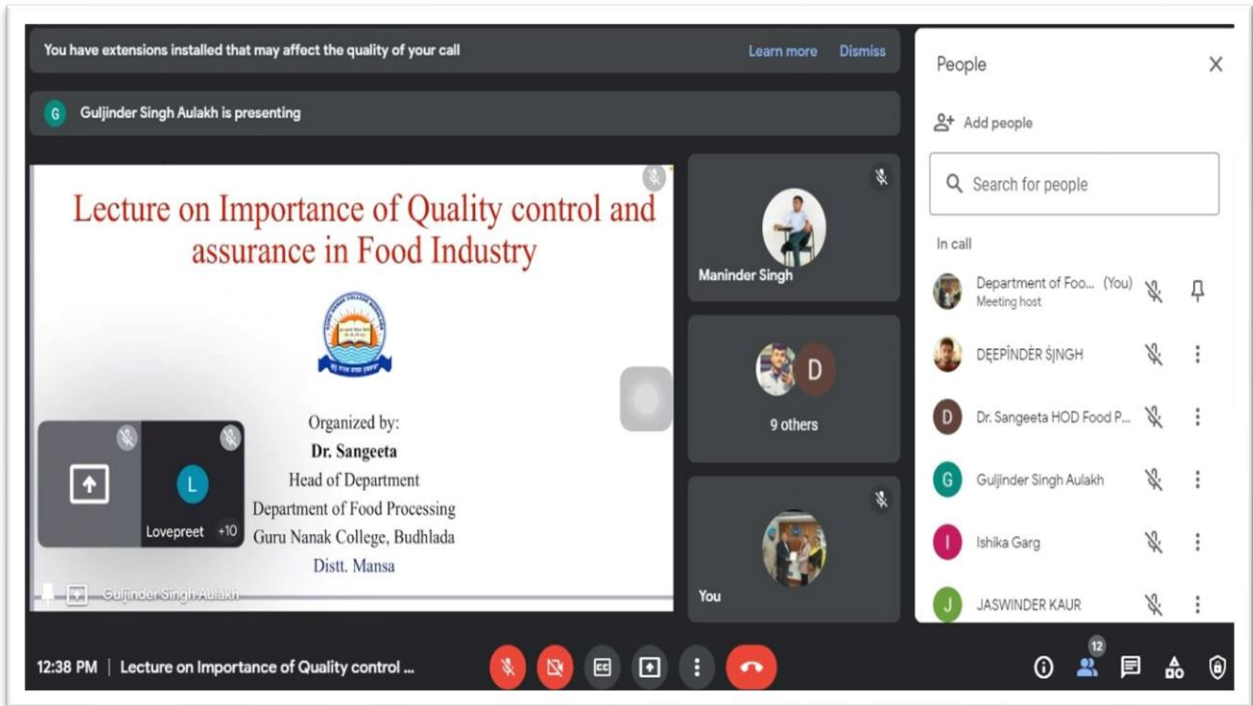 You have extensions installed that may affect the quality of your call
Learn more
Dismiss
G
Guljinder Singh Aulakh is presenting
Lecture on Importance of Quality control and
assurance in Food Industry
Organized by:
Dr. Sangeeta
Head of Department
Department of Food Processing
Guru Nanak College, Budhlada
Distt. Mansa
L
Lovepreet +10
Guljinder Singh Aulakh
Maninder Singh
D
9 others
You
People
Add people
Search for people
In call
Department of Foo... (You)
Meeting host
DĘEPÎNDÈR ŚĮNGH
D
Dr. Sangeeta HOD Food P...
G
Guljinder Singh Aulakh
I
Ishika Garg
J
JASWINDER KAUR
12:38 PM | Lecture on Importance of Quality control ...
CC
12